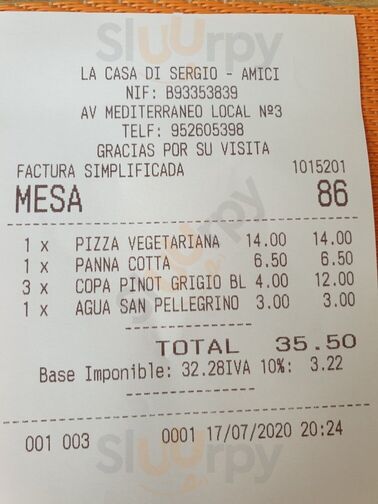 Sluurpy
LA CASA DI SERGIO - AMICI
NIF: B93353839
AV MEDITERRANEO LOCAL Nº3
TELF: 952605398
GRACIAS POR SU VISITA
FACTURA SIMPLIFICADA 1015201
MESA 86
1 x PIZZA VEGETARIANA 14.00 14.00
1 x PANNA COTTA 6.50 6.50
3 x COPA PINOT GRIGIO BL 4.00 12.00
1 x AGUA SAN PELLEGRINO 3.00 3.00
TOTAL 35.50
Base Imponible: 32.28IVA 10%: 3.22
001 003 0001 17/07/2020 20:24
Sluurpy